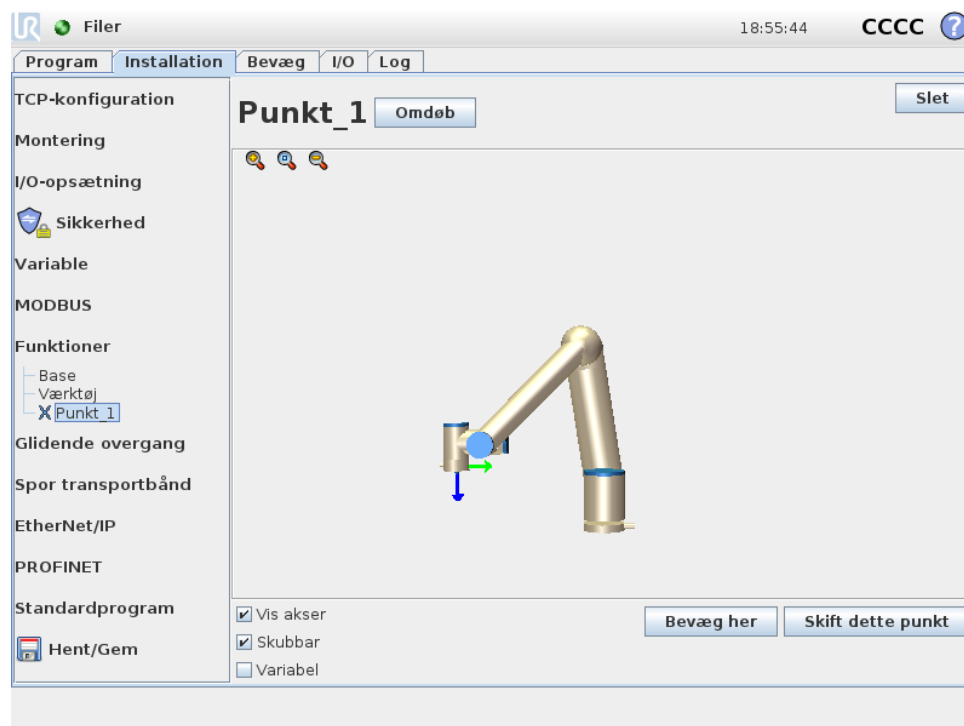 UR Filer 18:55:44 CCCC ?
Program Installation Bevæg I/O Log
TCP-konfiguration
Montering
I/O-opsætning
Sikkerhed
Variable
MODBUS
Funktioner
Base
Værktøj
Punkt_1
Glidende overgang
Spor transportbånd
EtherNet/IP
PROFINET
Standardprogram
Hent/Gem
Punkt_1 Omdøb Slet
Vis akser
Skubbar
Variabel
Bevæg her Skift dette punkt